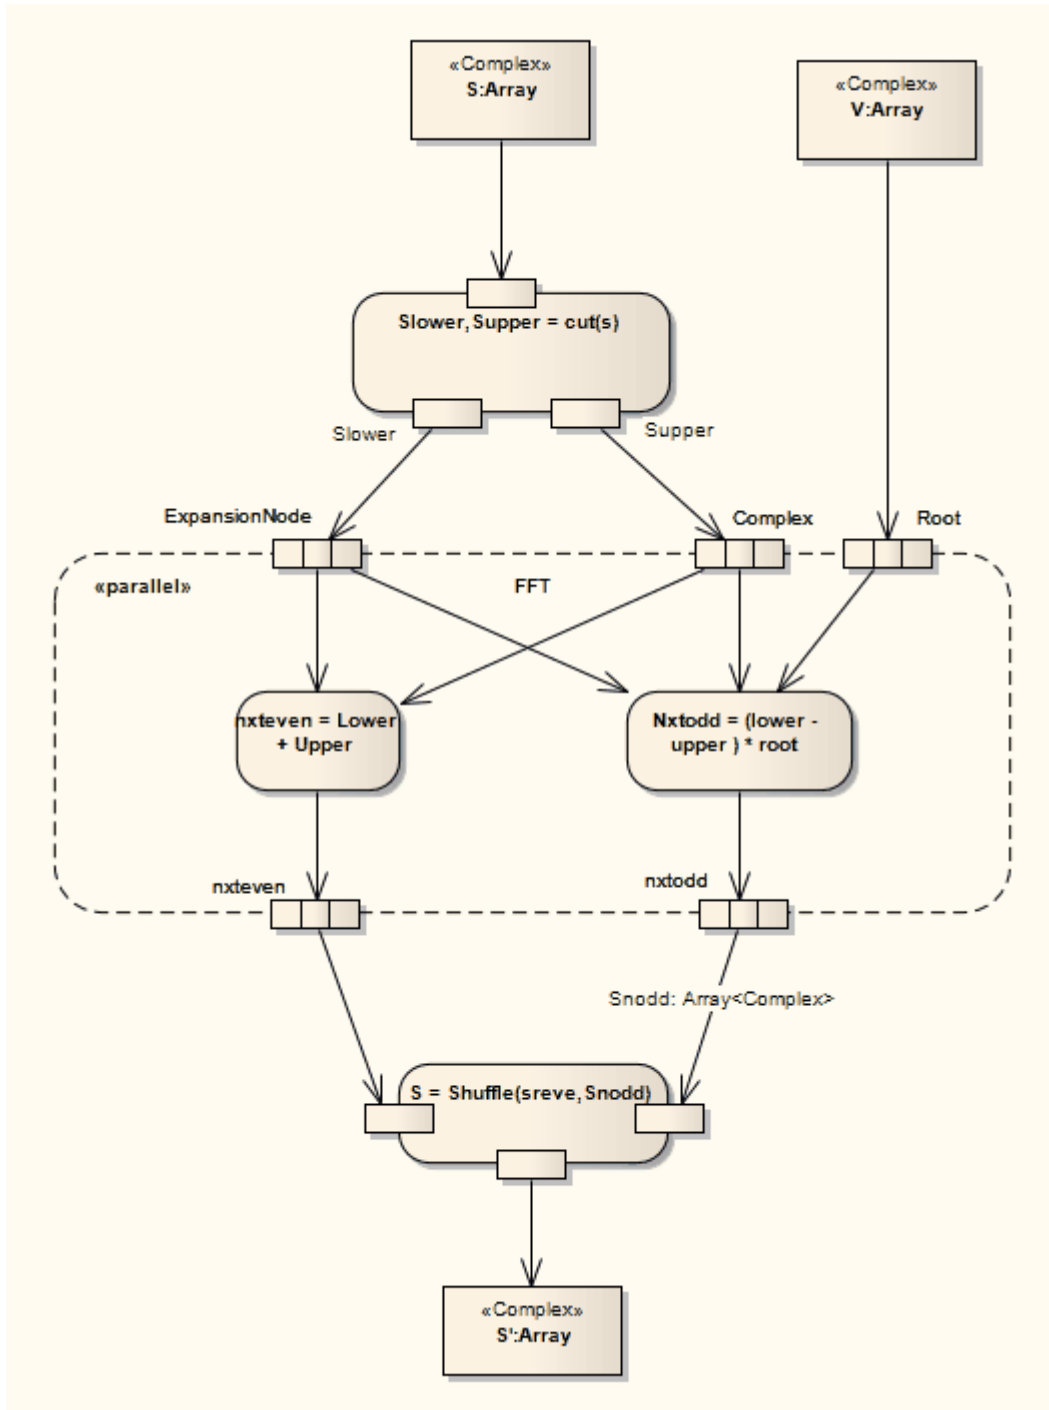 «Complex»
S:Array
«Complex»
V:Array
Slower,Supper = cut(s)
Slower
Supper
ExpansionNode
Complex
Root
«parallel»
FFT
nxteven = Lower
+ Upper
Nxtodd = (lower -
upper ) * root
nxteven
nxtodd
Snodd: Array<Complex>
S = Shuffle(sreve,Snodd)
«Complex»
S':Array